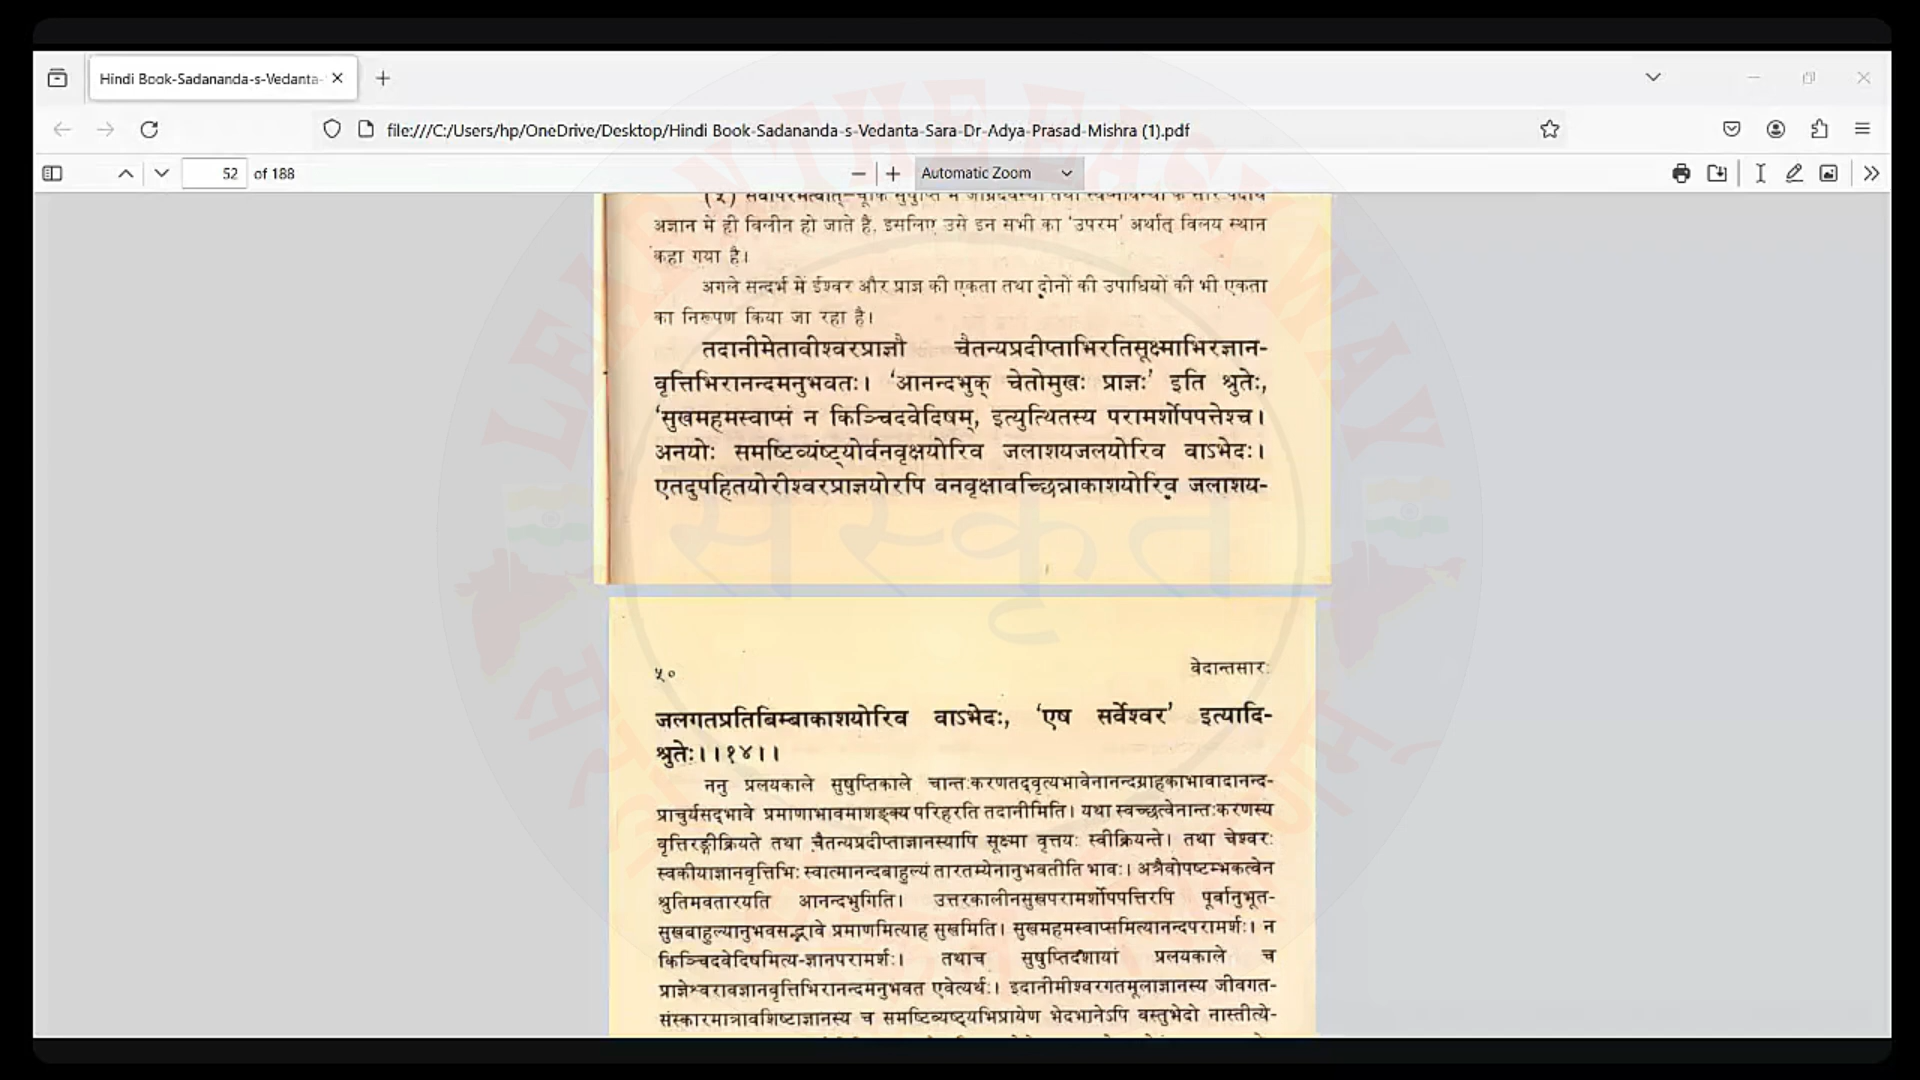 Hindi Book-Sadananda-s-Vedanta-
file:///C:/Users/hp/OneDrive/Desktop/Hindi Book-Sadananda-s-Vedanta-Sara-Dr-Adya-Prasad-Mishra (1).pdf
52 of 188
Automatic Zoom
अज्ञान में ही विलीन हो जाते है, इसलिए उसे इन सभी का 'उपरम' अर्थात् विलय स्थान
कहा गया है।
अगले सन्दर्भ में ईश्वर और प्राज्ञ की एकता तथा दोनों की उपाधियों की भी एकता
का निरूपण किया जा रहा है।
तदानीमेतावीश्वरप्राज्ञौ चैतन्यप्रदीप्ताभिरतिसूक्ष्माभिरज्ञान-
वृत्तिभिरानन्दमनुभवतः। 'आनन्दभुक् चेतोमुखः प्राज्ञः' इति श्रुतेः,
'सुखमहमस्वाप्सं न किञ्चिदवेदिषम्, इत्युत्थितस्य परामर्शोपपत्तेश्च।
अनयोः समष्टिव्यष्ट्योर्वनवृक्षयोरिव जलाशयजलयोरिव वाऽभेदः।
एतदुपहितयोरीश्वरप्राज्ञयोरपि वनवृक्षावच्छिन्नाकाशयोरिव जलाशय-
५० वेदान्तसारः
जलगतप्रतिबिम्बाकाशयोरिव वाऽभेदः, 'एष सर्वेश्वर' इत्यादि-
श्रुतेः।।१४।।
ननु प्रलयकाले सुषुप्तिकाले चान्तःकरणतद्वृत्यभावेनानन्दग्राहकाभावादानन्द-
प्राचुर्यसद्भावे प्रमाणाभावमाशङ्क्य परिहरति तदानीमिति। यथा स्वच्छत्वेनान्तःकरणस्य
वृत्तिरङ्गीक्रियते तथा चैतन्यप्रदीप्ताज्ञानस्यापि सूक्ष्मा वृत्तयः स्वीक्रियन्ते। तथा चेश्वरः
स्वकीयाज्ञानवृत्तिभिः स्वात्मानन्दबाहुल्यं तारतम्येनानुभवतीति भावः। अत्रैवोपष्टम्भकत्वेन
श्रुतिमवतारयति आनन्दभुगिति। उत्तरकालीनसुखपरामर्शोपपत्तिरपि पूर्वानुभूत-
सुखबाहुल्यानुभवसद्भावे प्रमाणमित्याह सुखमिति। सुखमहमस्वाप्समित्यानन्दपरामर्शः। न
किञ्चिदवेदिषमित्य-ज्ञानपरामर्शः। तथाच सुषुप्तिदशायां प्रलयकाले च
प्राज्ञेश्वरावज्ञानवृत्तिभिरानन्दमनुभवत एवेत्यर्थः। इदानीमीश्वरगतमूलाज्ञानस्य जीवगत-
संस्कारमात्रावशिष्टाज्ञानस्य च समष्टिव्यष्ट्यभिप्रायेण भेदभानेऽपि वस्तुभेदो नास्तीत्ये-
LEARN THE EASY WAY
संस्कृत